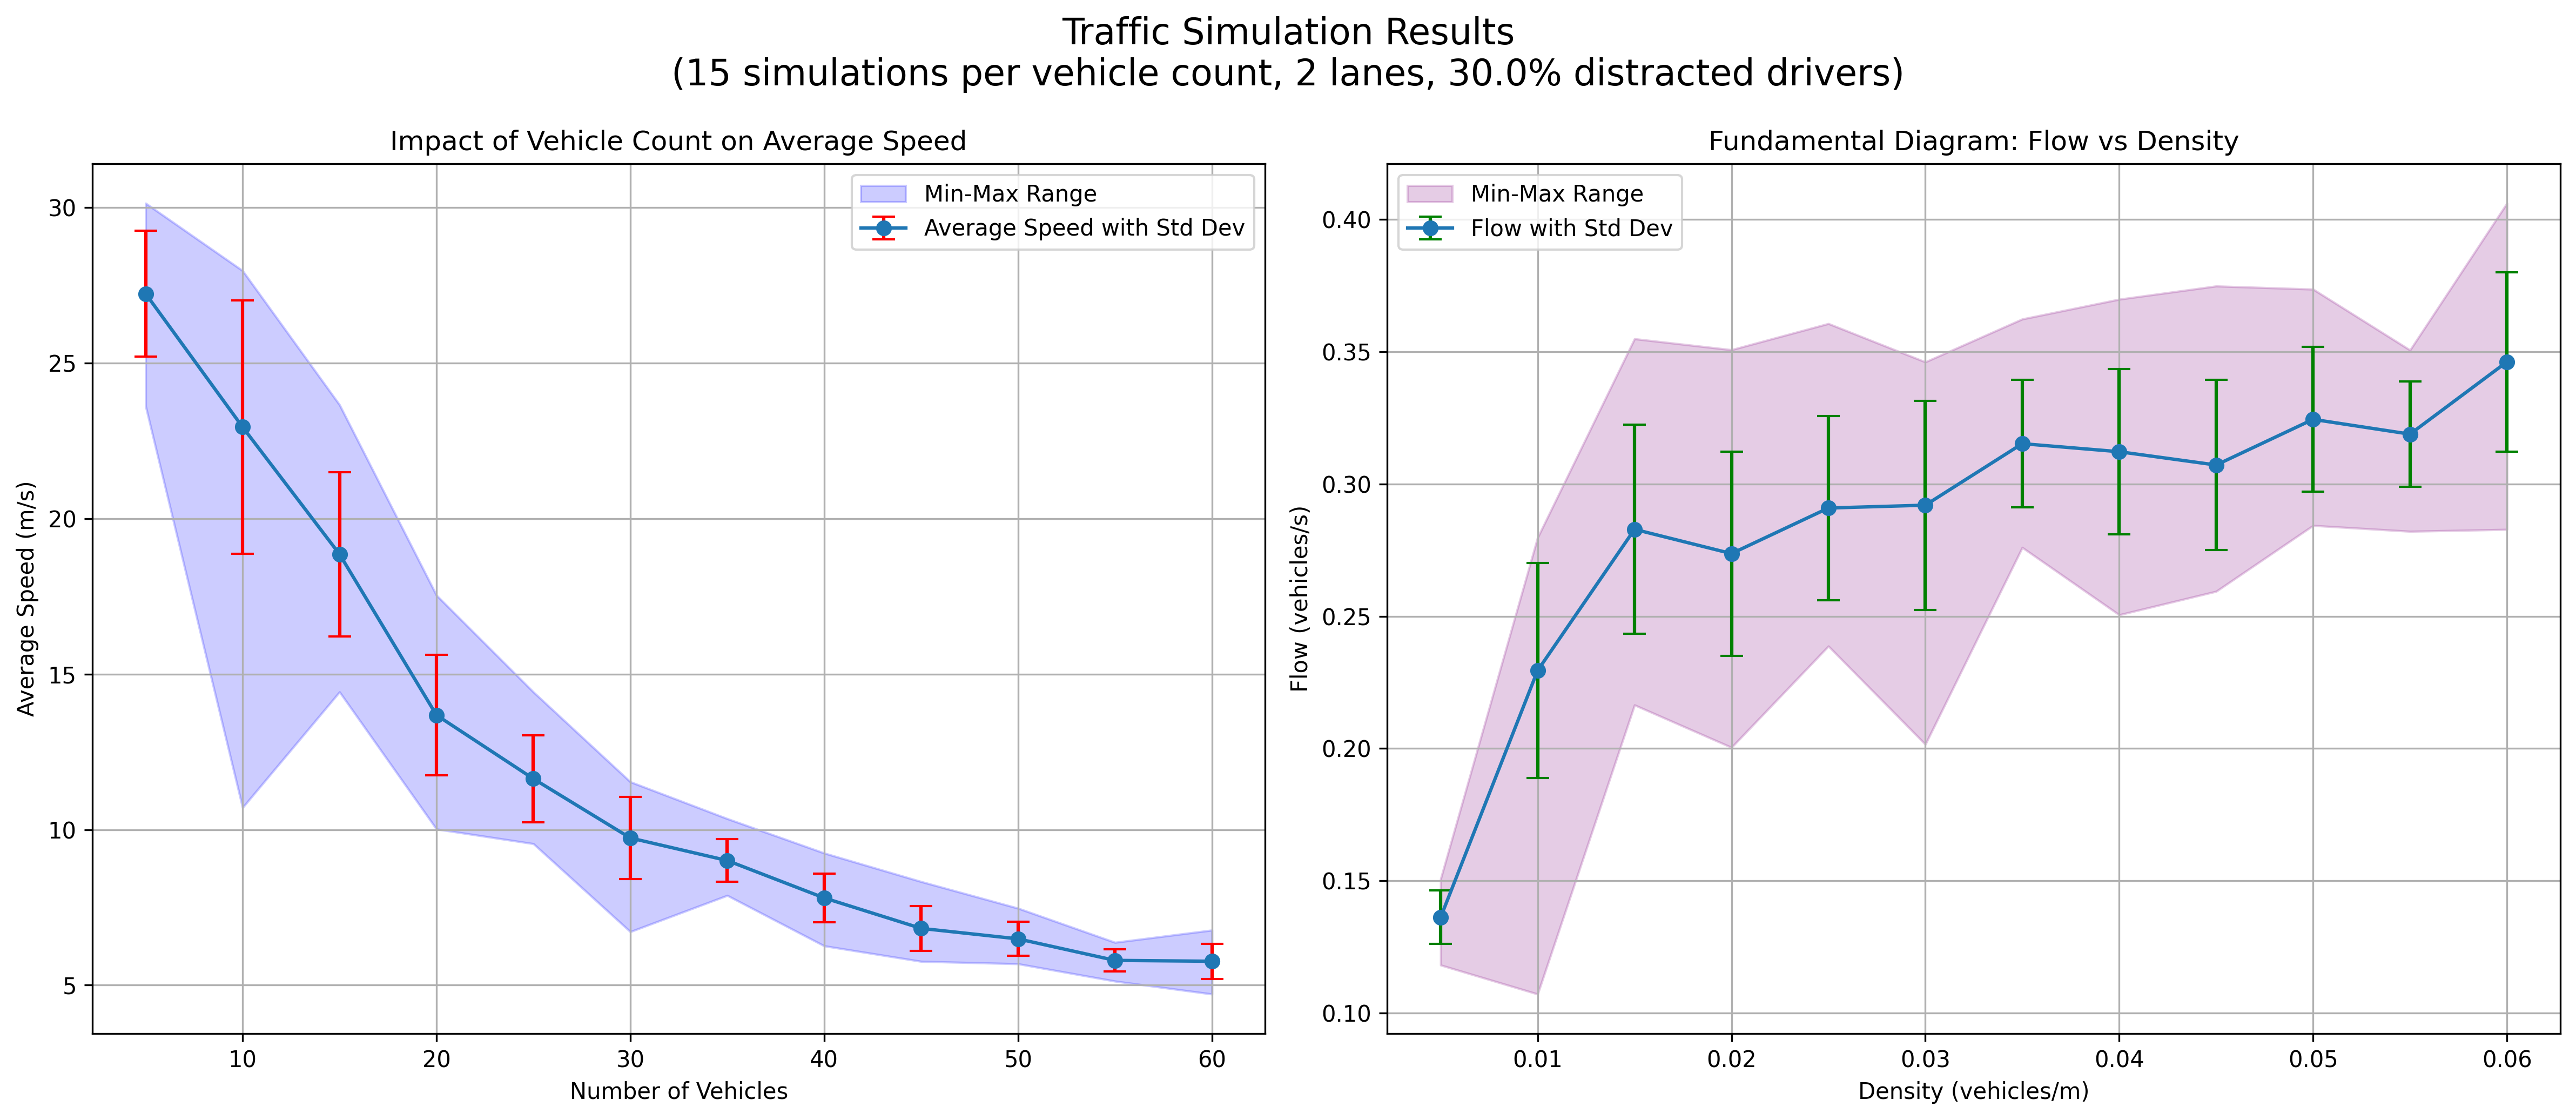 Traffic Simulation Results
(15 simulations per vehicle count, 2 lanes, 30.0% distracted drivers)
Impact of Vehicle Count on Average Speed
Min-Max Range
Average Speed with Std Dev
30
25
20
15
10
5
Average Speed (m/s)
10
20
30
40
50
60
Number of Vehicles
Fundamental Diagram: Flow vs Density
Min-Max Range
Flow with Std Dev
0.40
0.35
0.30
0.25
0.20
0.15
0.10
Flow (vehicles/s)
0.01
0.02
0.03
0.04
0.05
0.06
Density (vehicles/m)